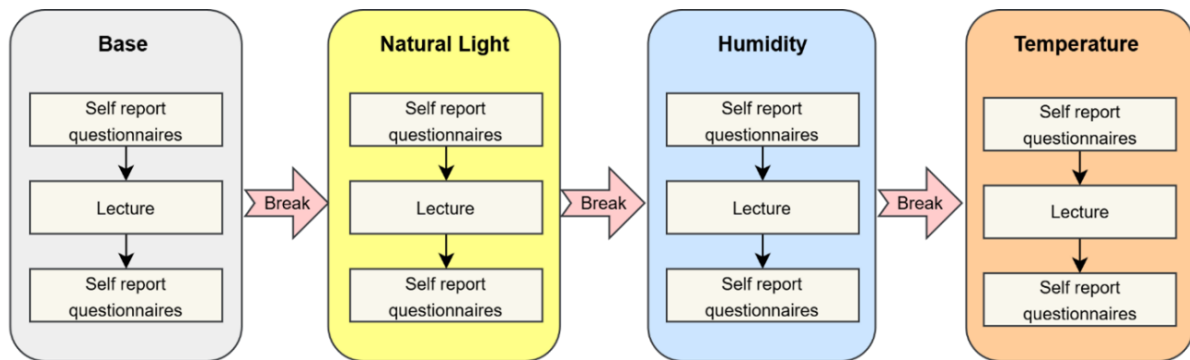 Base
Self report
questionnaires
Lecture
Self report
questionnaires
Break
Natural Light
Self report
questionnaires
Lecture
Self report
questionnaires
Break
Humidity
Self report
questionnaires
Lecture
Self report
questionnaires
Break
Temperature
Self report
questionnaires
Lecture
Self report
questionnaires